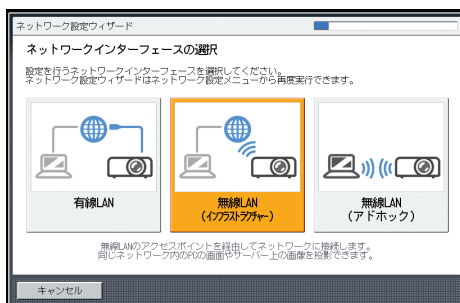 ネットワーク設定ウィザード
ネットワークインターフェースの選択
設定を行うネットワークインターフェースを選択してください。
ネットワーク設定ウィザードはネットワーク設定メニューから再度実行できます。
有線LAN
無線LAN
(インフラストラクチャー)
無線LAN
(アドホック)
無線LANのアクセスポイントを経由してネットワークに接続します。
同じネットワーク内のPCの画面やサーバー上の画像を投影できます。
キャンセル